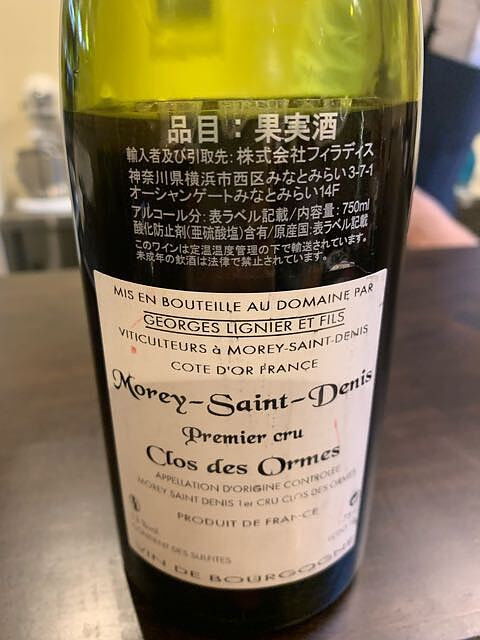 品目：果実酒
輸入者及び引取先：株式会社フィラディス
神奈川県横浜市西区みなとみらい3-7-1
オーシャンゲートみなとみらい14F
アルコール分：表ラベル記載/内容量：750ml
酸化防止剤(亜硫酸塩)含有/原産国：表ラベル記載
このワインは定温温度管理の下で輸送されています。
未成年の飲酒は法律で禁止されています。
MIS EN BOUTEILLE AU DOMAINE PAR
GEORGES LIGNIER ET FILS
VITICULTEURS à MOREY-SAINT-DENIS
COTE D'OR FRANCE
Morey-Saint-Denis
Premier cru
Clos des Ormes
APPELLATION D'ORIGINE CONTROLÉE
MOREY SAINT DENIS 1er CRU CLOS DES ORMES
PRODUIT DE FRANCE
CONTIENT DES SULFITES
VIN DE BOURGOGNE